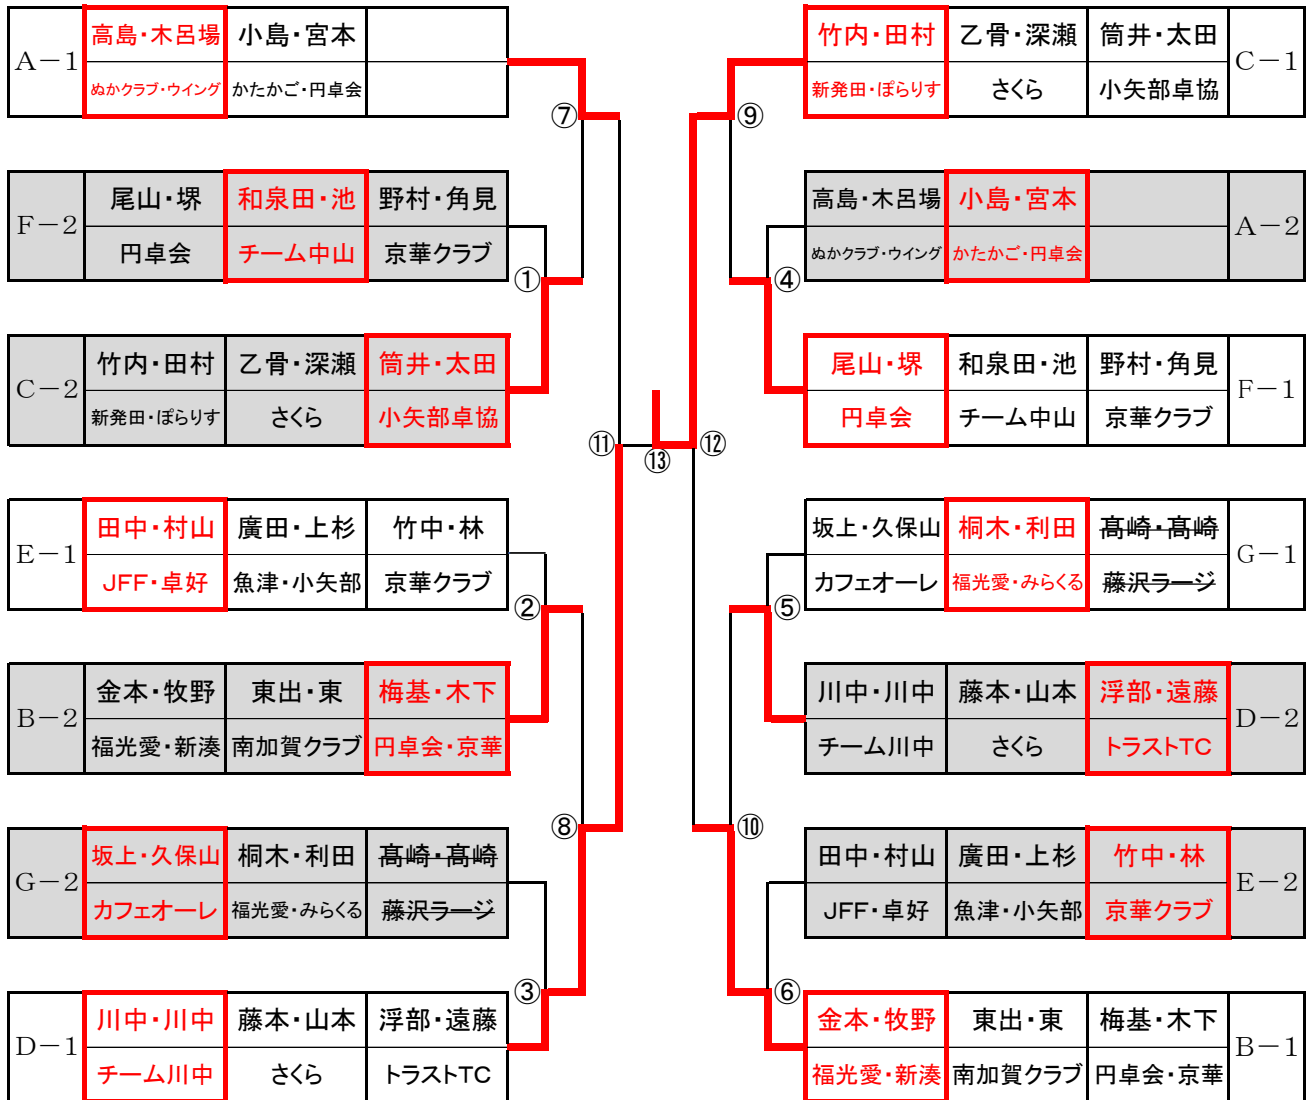 A-1 高島・木呂場 小島・宮本
ぬかクラブ・ウイング かたかご・円卓会
⑦
F-2 尾山・堺 和泉田・池 野村・角見
円卓会 チーム中山 京華クラブ
①
C-2 竹内・田村 乙骨・深瀬 筒井・太田
新発田・ぽらりす さくら 小矢部卓協
⑪
E-1 田中・村山 廣田・上杉 竹中・林
JFF・卓好 魚津・小矢部 京華クラブ
②
B-2 金本・牧野 東出・東 梅基・木下
福光愛・新湊 南加賀クラブ 円卓会・京華
⑧
G-2 坂上・久保山 桐木・利田 髙崎・髙崎
カフェオーレ 福光愛・みらくる 藤沢ラージ
③
D-1 川中・川中 藤本・山本 浮部・遠藤
チーム川中 さくら トラストTC
⑬
竹内・田村 乙骨・深瀬 筒井・太田 C-1
新発田・ぽらりす さくら 小矢部卓協
⑨
高島・木呂場 小島・宮本 A-2
ぬかクラブ・ウイング かたかご・円卓会
④
尾山・堺 和泉田・池 野村・角見 F-1
円卓会 チーム中山 京華クラブ
⑫
坂上・久保山 桐木・利田 髙崎・髙崎 G-1
カフェオーレ 福光愛・みらくる 藤沢ラージ
⑤
川中・川中 藤本・山本 浮部・遠藤 D-2
チーム川中 さくら トラストTC
⑩
田中・村山 廣田・上杉 竹中・林 E-2
JFF・卓好 魚津・小矢部 京華クラブ
⑥
金本・牧野 東出・東 梅基・木下 B-1
福光愛・新湊 南加賀クラブ 円卓会・京華